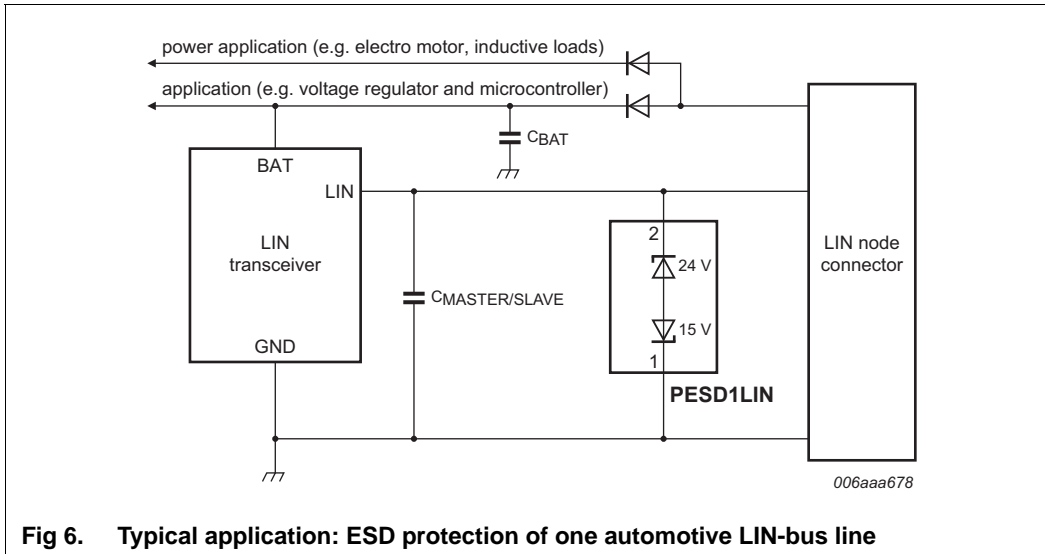 power application (e.g. electro motor, inductive loads)
application (e.g. voltage regulator and microcontroller)
CBAT
BAT
LIN
LIN
transceiver
GND
CMASTER/SLAVE
2
24 V
15 V
1
PESD1LIN
LIN node
connector
006aaa678
Fig 6. Typical application: ESD protection of one automotive LIN-bus line